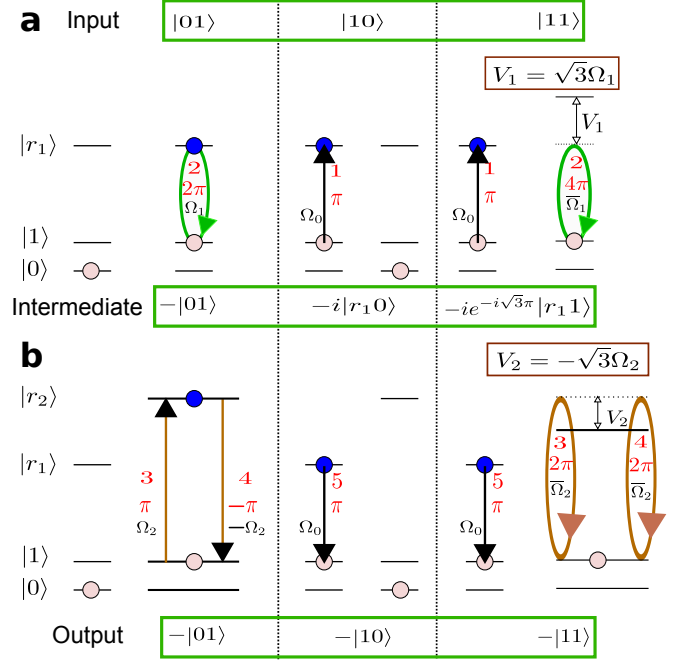 a Input |01⟩ |10⟩ |11⟩
V₁ = √3Ω₁
V₁
|r₁⟩
2 1 1 2
2π π π 4π
Ω₁ Ω₀ Ω₀ Ω̅₁
|1⟩
|0⟩
Intermediate −|01⟩ −i|r₁0⟩ −ie^{−i√3π}|r₁1⟩
b
V₂ = −√3Ω₂
|r₂⟩
V₂
3 4 3 4
π −π 2π 2π
Ω₂ −Ω₂ Ω̅₂ Ω̅₂
|r₁⟩
5 5
π π
Ω₀ Ω₀
|1⟩
|0⟩
Output −|01⟩ −|10⟩ −|11⟩